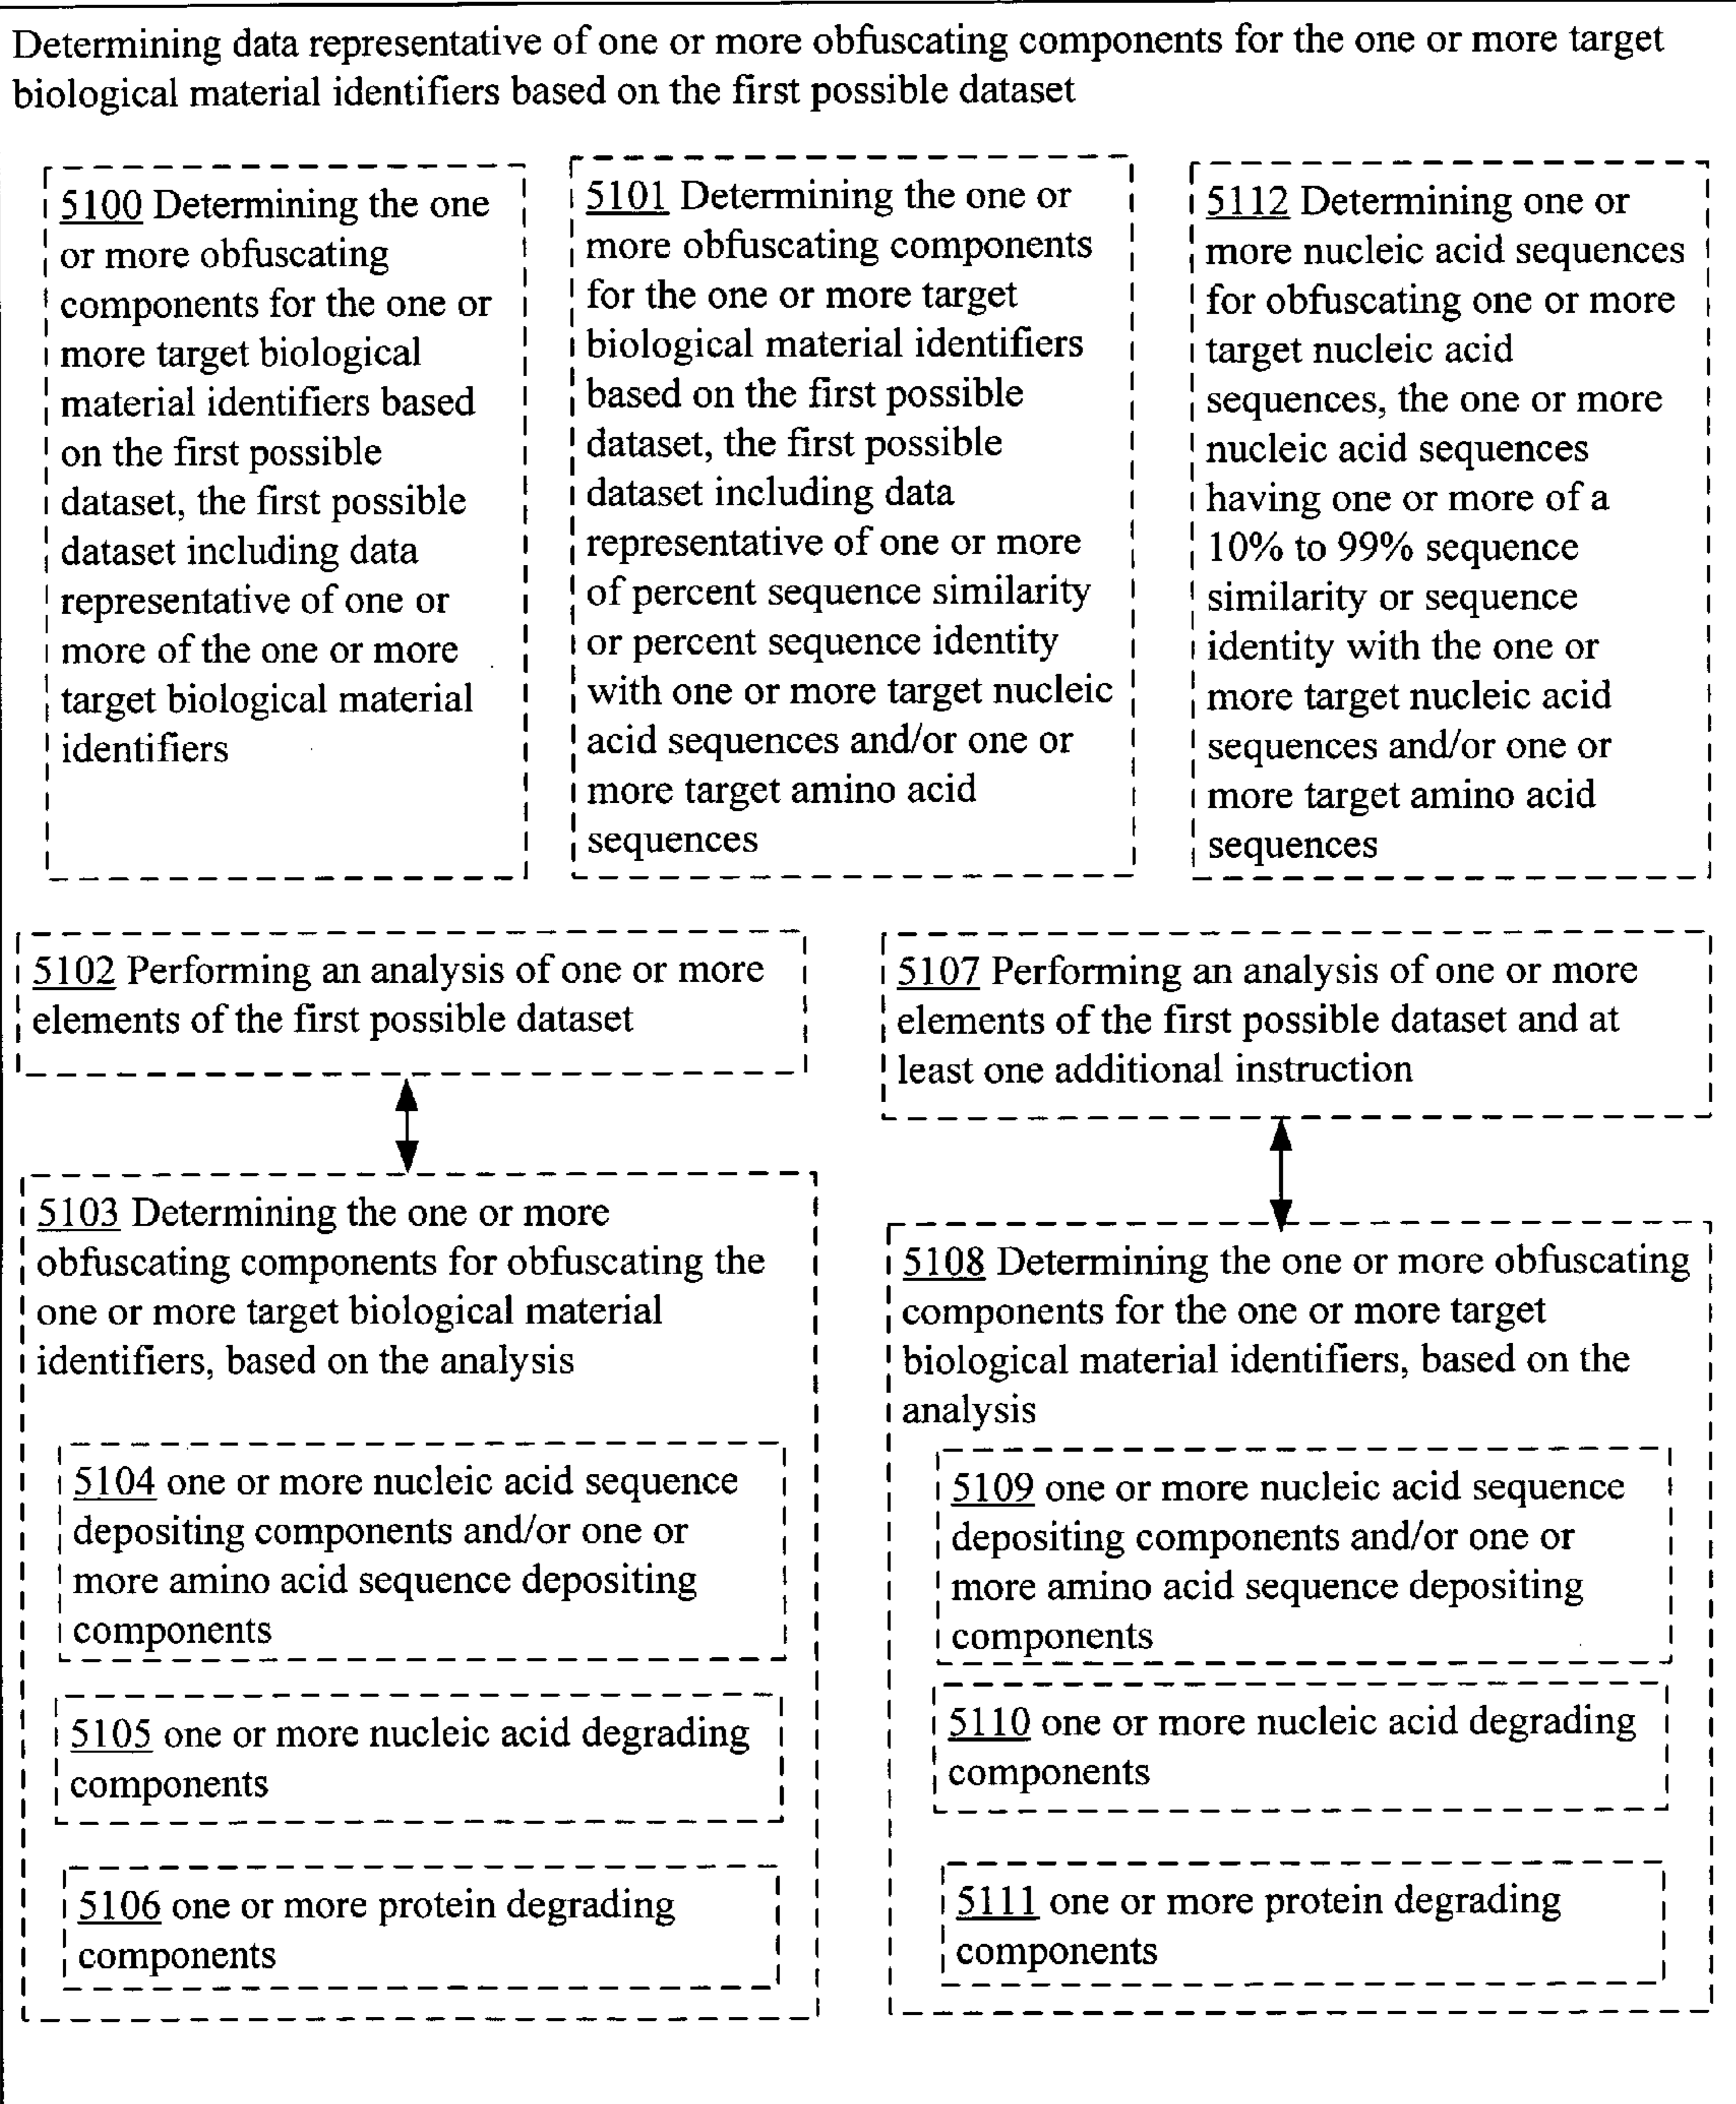 Determining data representative of one or more obfuscating components for the one or more target
biological material identifiers based on the first possible dataset
5100 Determining the one
or more obfuscating
components for the one or
more target biological
material identifiers based
on the first possible
dataset, the first possible
dataset including data
representative of one or
more of the one or more
target biological material
identifiers
5101 Determining the one or
more obfuscating components
for the one or more target
biological material identifiers
based on the first possible
dataset, the first possible
dataset including data
representative of one or more
of percent sequence similarity
or percent sequence identity
with one or more target nucleic
acid sequences and/or one or
more target amino acid
sequences
5112 Determining one or
more nucleic acid sequences
for obfuscating one or more
target nucleic acid
sequences, the one or more
nucleic acid sequences
having one or more of a
10% to 99% sequence
similarity or sequence
identity with the one or
more target nucleic acid
sequences and/or one or
more target amino acid
sequences
5102 Performing an analysis of one or more
elements of the first possible dataset
5107 Performing an analysis of one or more
elements of the first possible dataset and at
least one additional instruction
5103 Determining the one or more
obfuscating components for obfuscating the
one or more target biological material
identifiers, based on the analysis
5104 one or more nucleic acid sequence
depositing components and/or one or
more amino acid sequence depositing
components
5105 one or more nucleic acid degrading
components
5106 one or more protein degrading
components
5108 Determining the one or more obfuscating
components for the one or more target
biological material identifiers, based on the
analysis
5109 one or more nucleic acid sequence
depositing components and/or one or
more amino acid sequence depositing
components
5110 one or more nucleic acid degrading
components
5111 one or more protein degrading
components